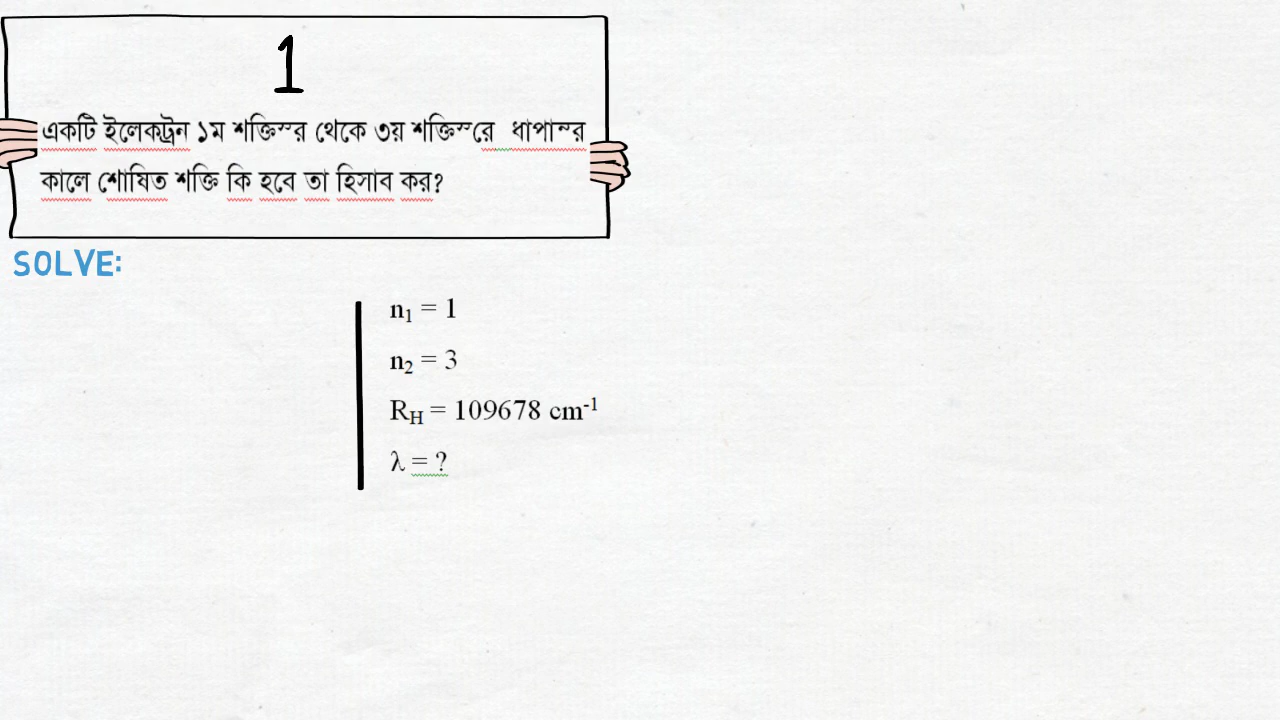 1
একটি ইলেকট্রন ১ম শক্তিস্তর থেকে ৩য় শক্তিস্তরে ধাপান্তর
কালে শোষিত শক্তি কি হবে তা হিসাব কর?
SOLVE:
n₁ = 1
n₂ = 3
R_H = 109678 cm⁻¹
λ = ?